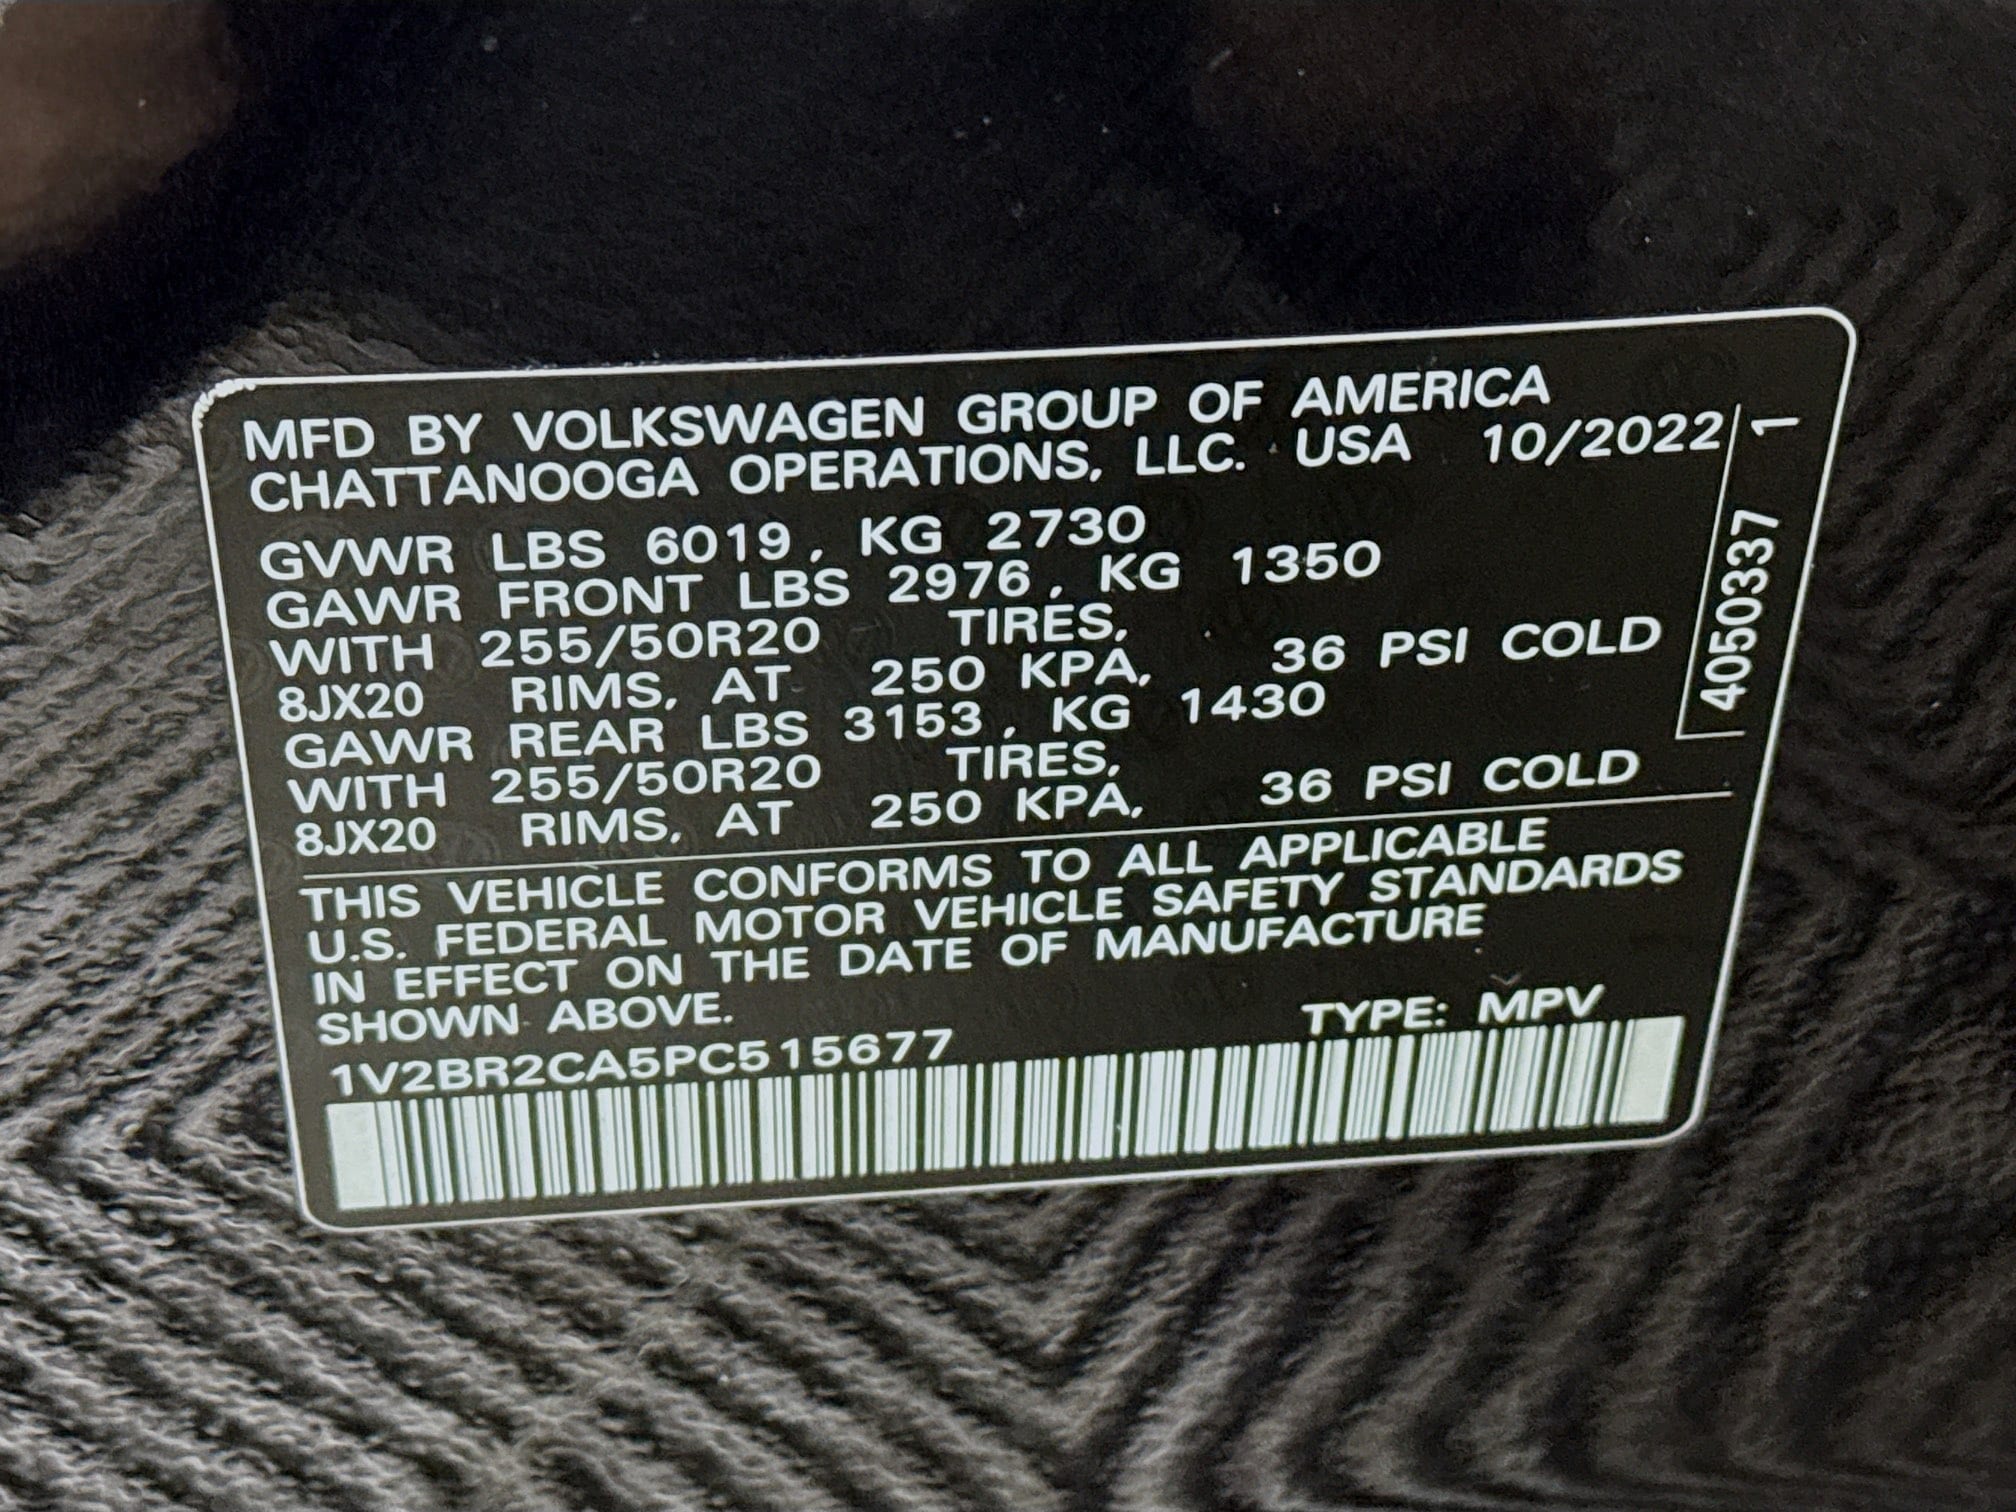 MFD BY VOLKSWAGEN GROUP OF AMERICA
CHATTANOOGA OPERATIONS, LLC. USA 10/2022
GVWR LBS 6019, KG 2730
GAWR FRONT LBS 2976, KG 1350
WITH 255/50R20 TIRES,
8JX20 RIMS, AT 250 KPA, 36 PSI COLD
GAWR REAR LBS 3153, KG 1430
WITH 255/50R20 TIRES,
8JX20 RIMS, AT 250 KPA, 36 PSI COLD
THIS VEHICLE CONFORMS TO ALL APPLICABLE
U.S. FEDERAL MOTOR VEHICLE SAFETY STANDARDS
IN EFFECT ON THE DATE OF MANUFACTURE
SHOWN ABOVE.
TYPE: MPV
1V2BR2CA5PC515677
4050337 1